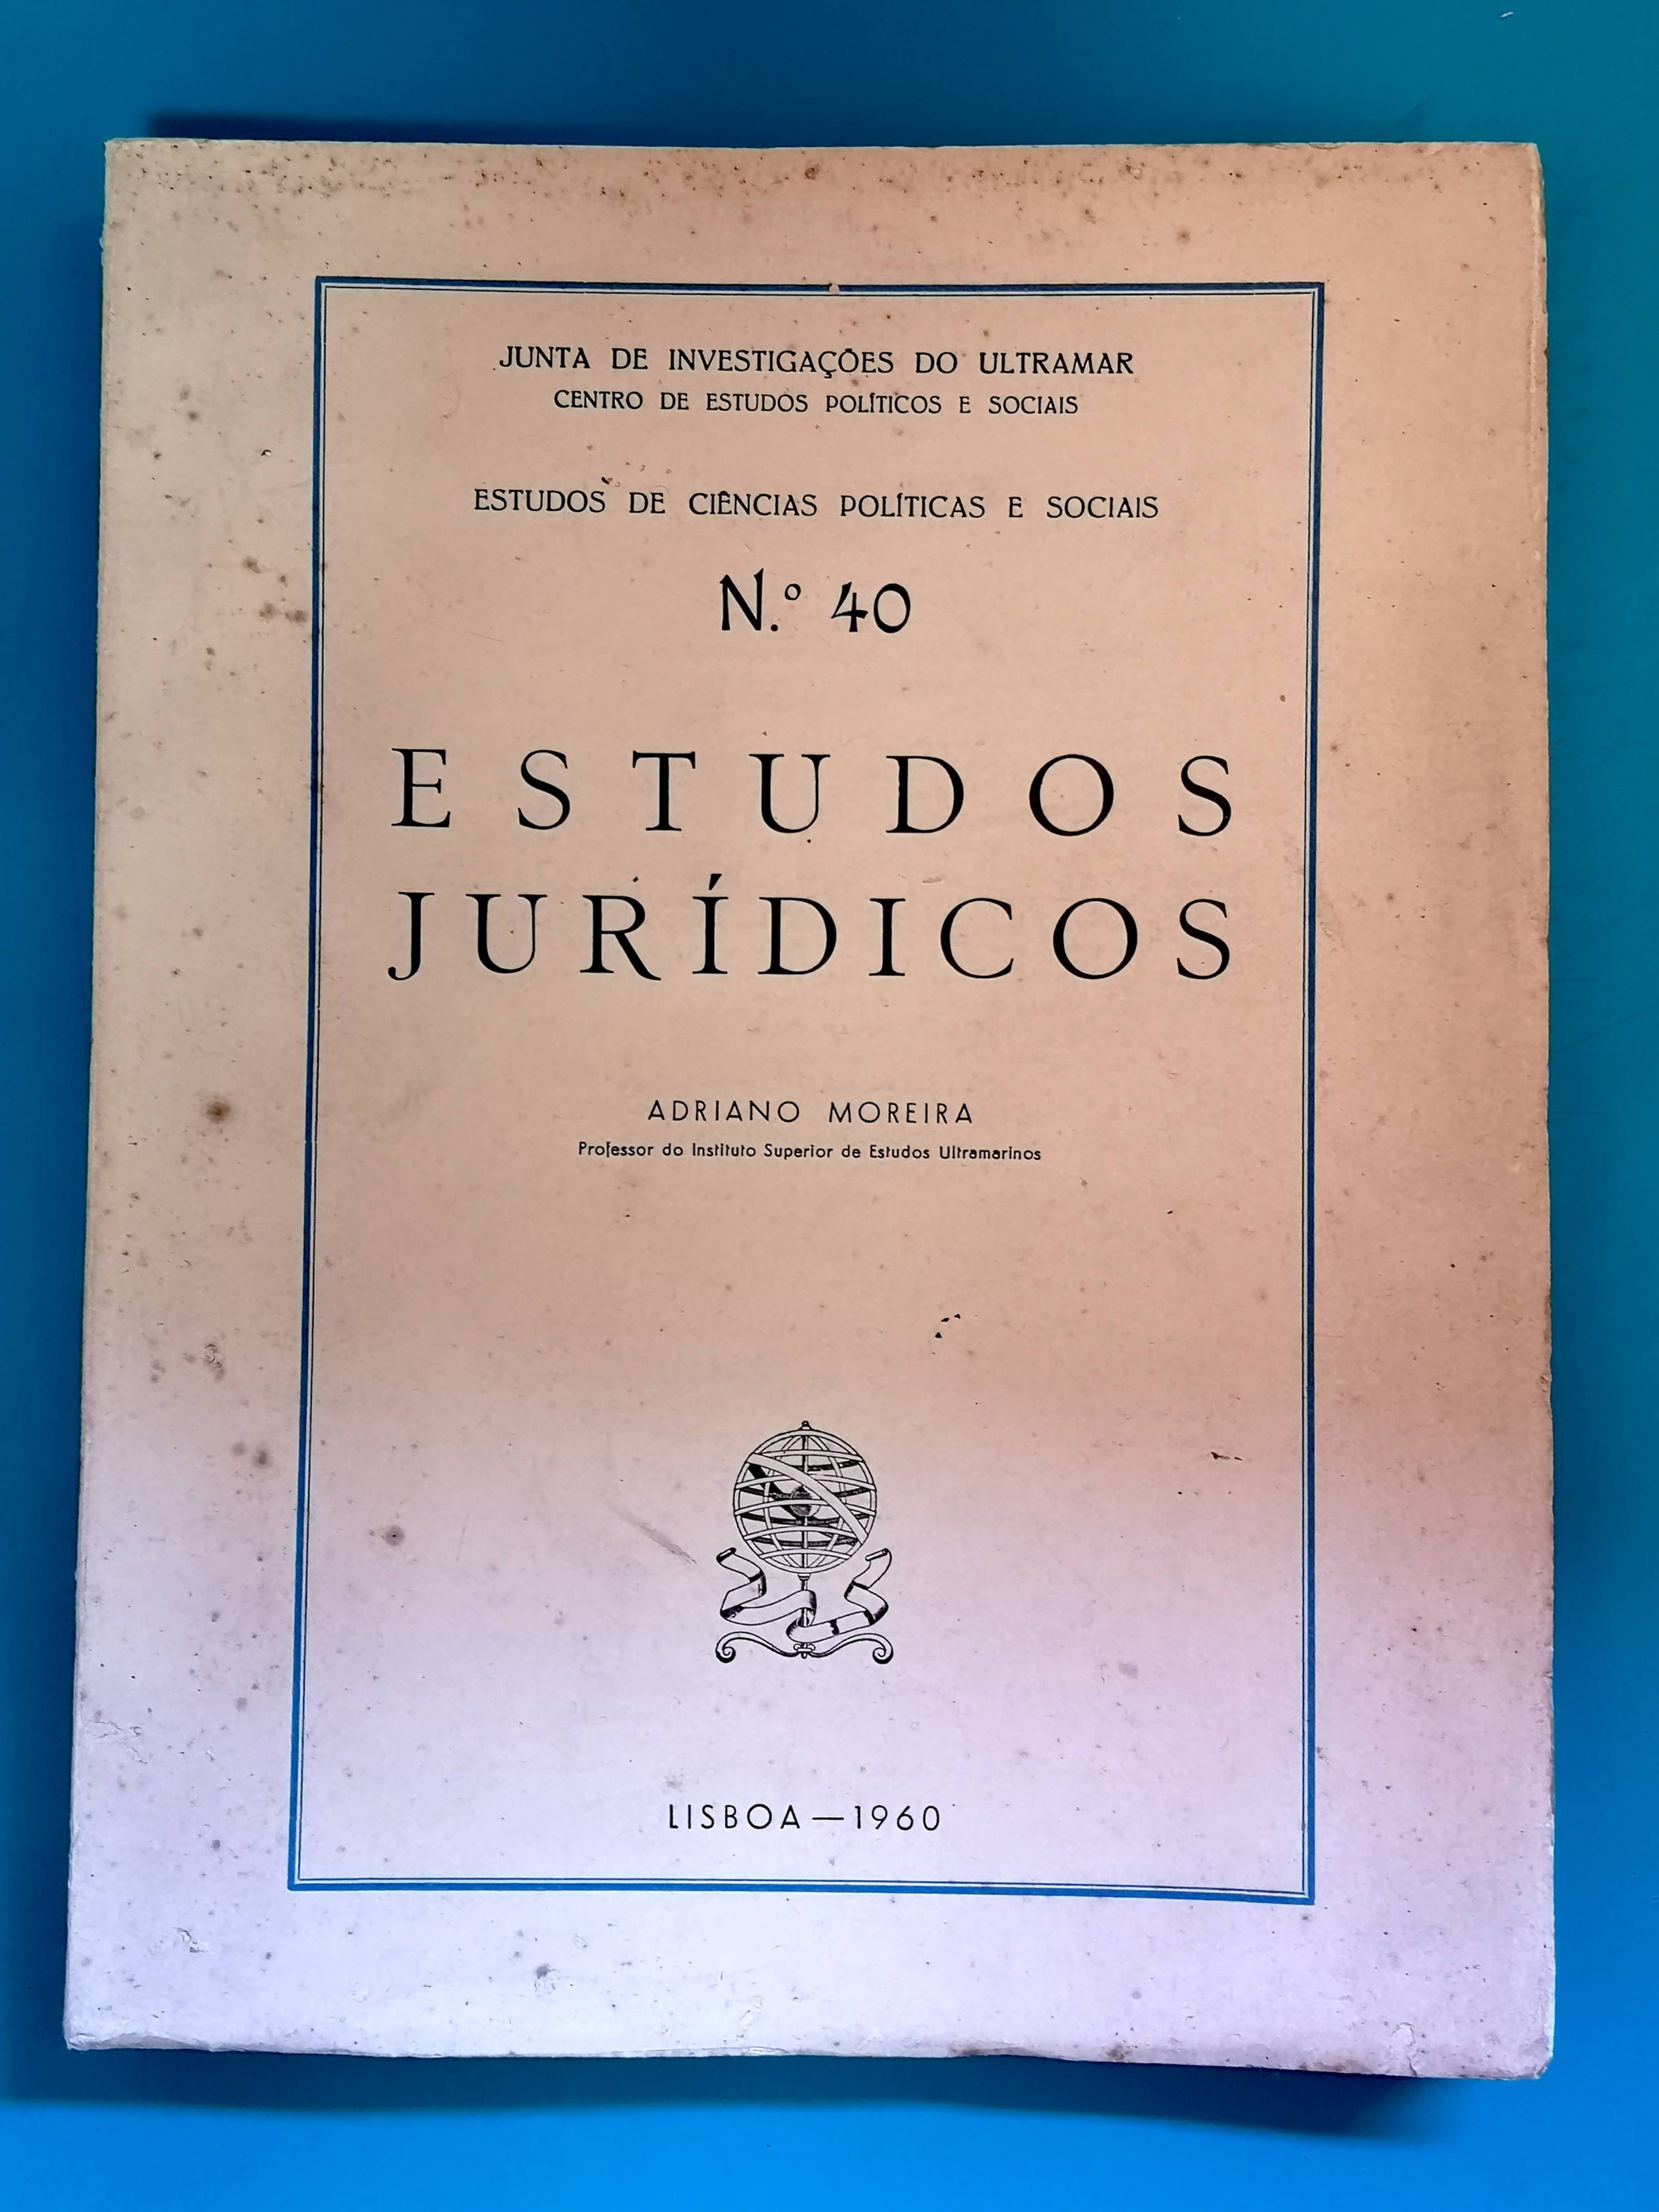 JUNTA DE INVESTIGAÇÕES DO ULTRAMAR
CENTRO DE ESTUDOS POLÍTICOS E SOCIAIS
ESTUDOS DE CIÊNCIAS POLÍTICAS E SOCIAIS
N.º 40
ESTUDOS
JURÍDICOS
ADRIANO MOREIRA
Professor do Instituto Superior de Estudos Ultramarinos
LISBOA — 1960